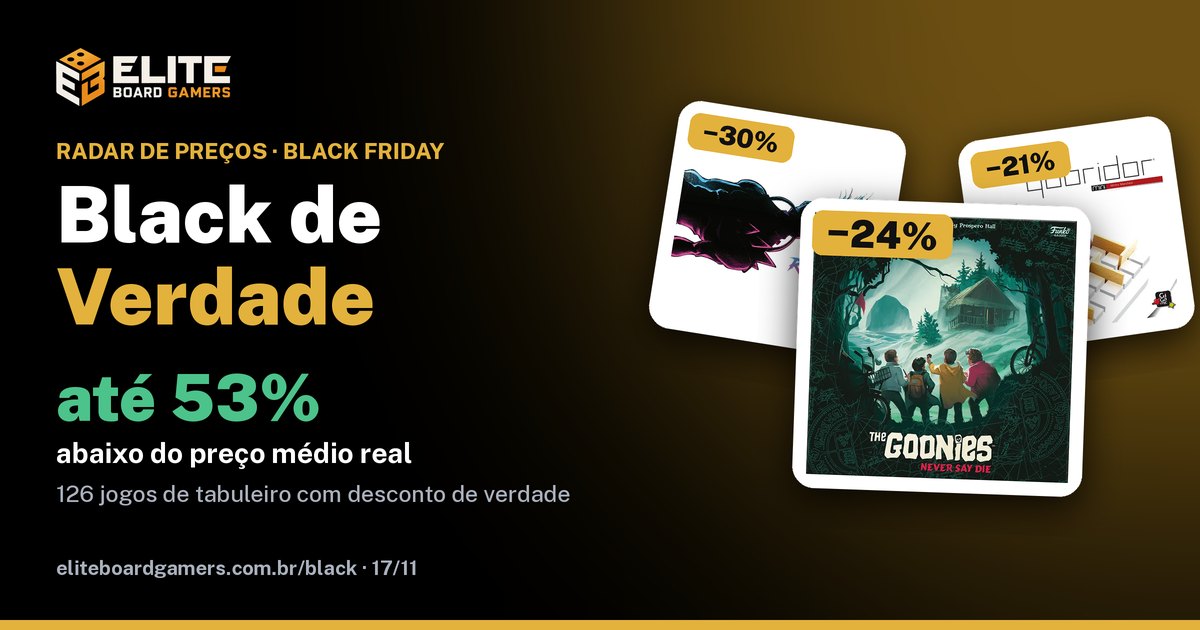 ELITE
BOARD GAMERS
RADAR DE PREÇOS · BLACK FRIDAY
Black de
Verdade
até 53%
abaixo do preço médio real
126 jogos de tabuleiro com desconto de verdade
eliteboardgamers.com.br/black · 17/11
−30%
−21%
quoridor
mini
−24%
Prospero Hall
Funko
GAMES
THE
GOONIES
NEVER SAY DIE